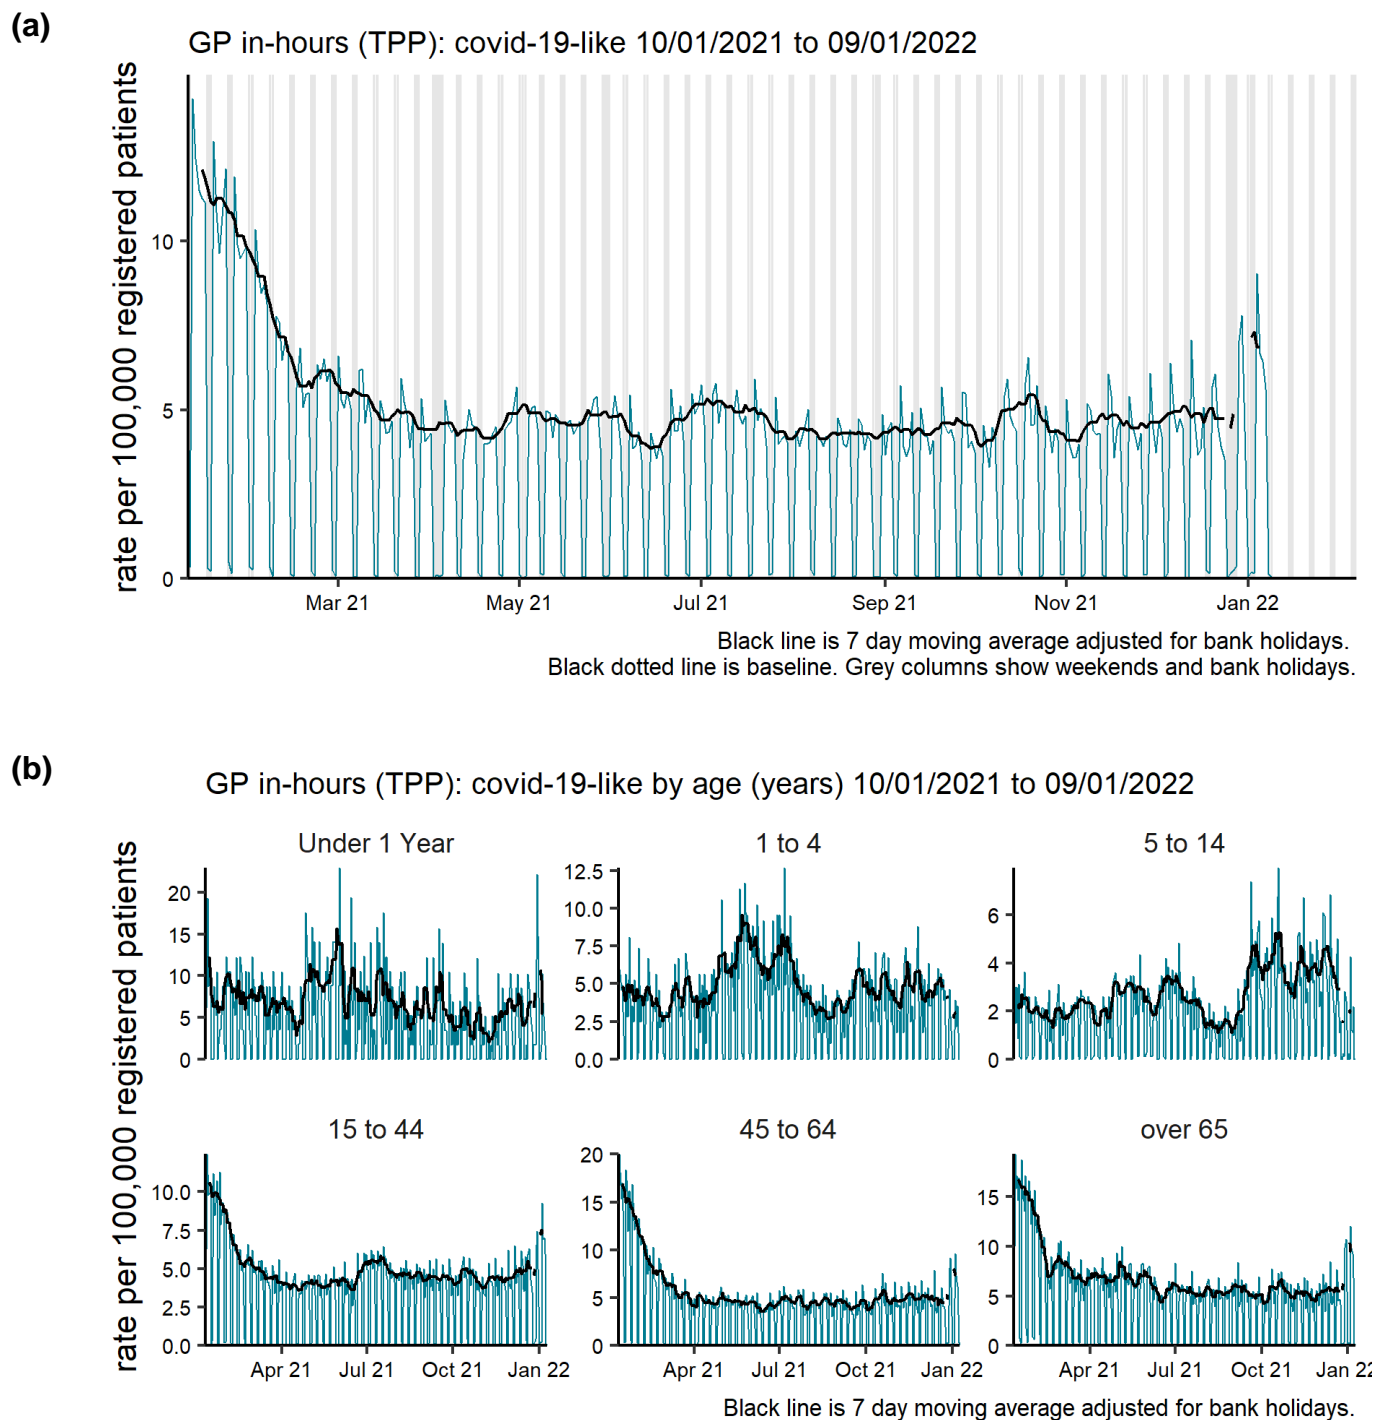 (a)
GP in-hours (TPP): covid-19-like 10/01/2021 to 09/01/2022
rate per 100,000 registered patients
10
5
0
Mar 21 May 21 Jul 21 Sep 21 Nov 21 Jan 22
Black line is 7 day moving average adjusted for bank holidays.
Black dotted line is baseline. Grey columns show weekends and bank holidays.
(b)
GP in-hours (TPP): covid-19-like by age (years) 10/01/2021 to 09/01/2022
rate per 100,000 registered patients
Under 1 Year
20
15
10
5
0
1 to 4
12.5
10.0
7.5
5.0
2.5
0.0
5 to 14
6
4
2
0
15 to 44
10.0
7.5
5.0
2.5
0.0
Apr 21 Jul 21 Oct 21 Jan 22
45 to 64
20
15
10
5
0
Apr 21 Jul 21 Oct 21 Jan 22
over 65
15
10
5
0
Apr 21 Jul 21 Oct 21 Jan 22
Black line is 7 day moving average adjusted for bank holidays.